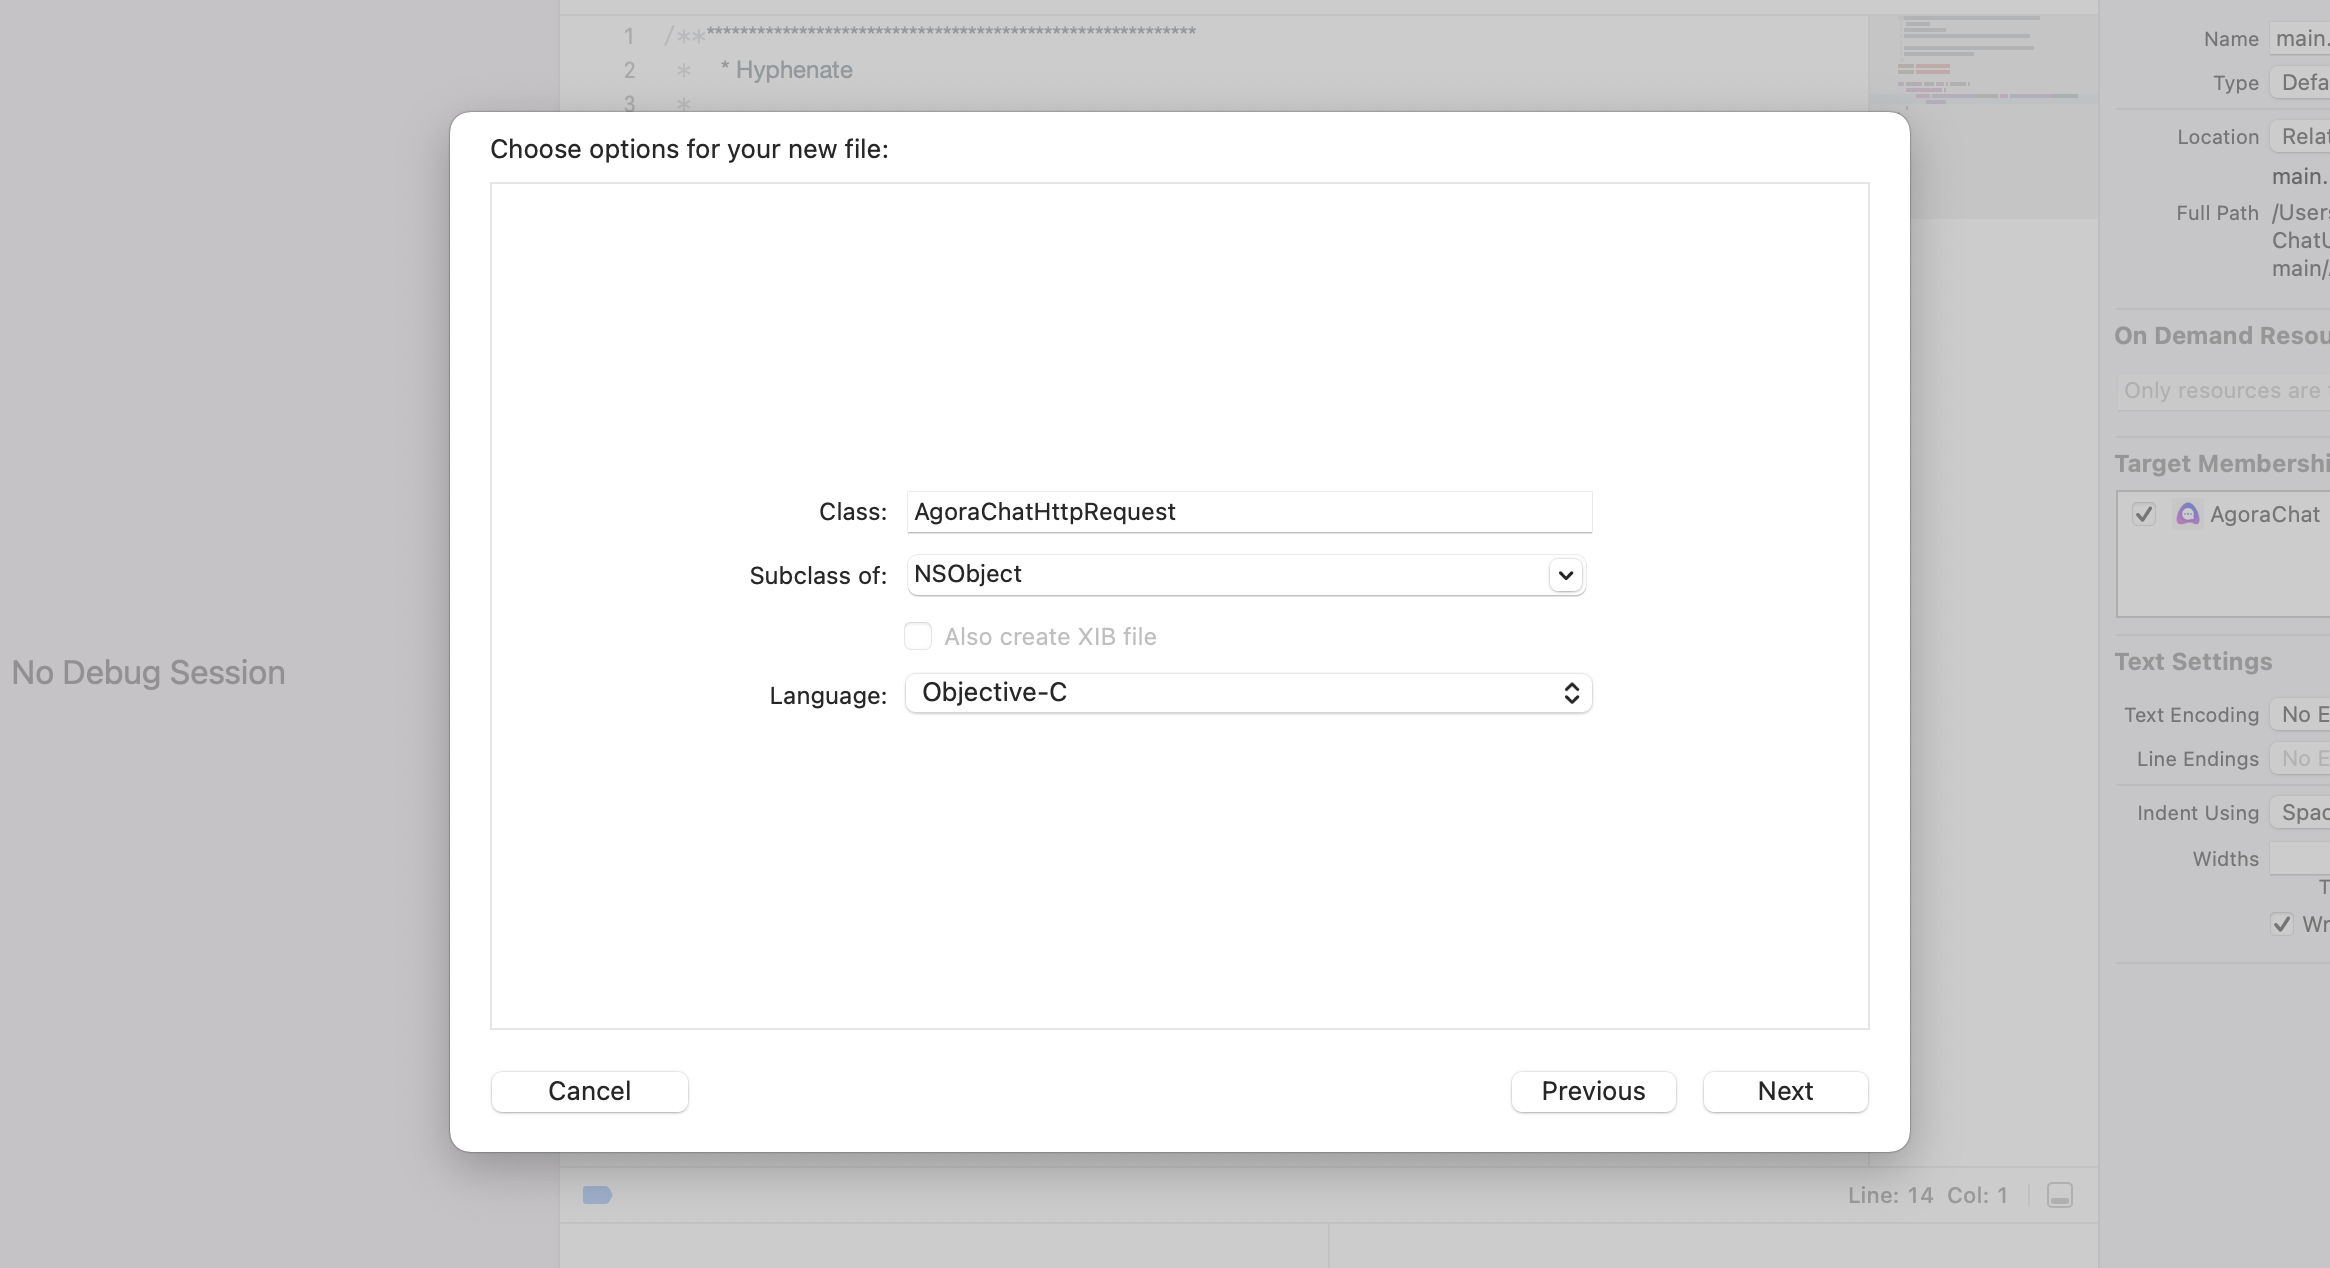 1 /**************************************************************
2 * * Hyphenate
3 *
Choose options for your new file:
Class: AgoraChatHttpRequest
Subclass of: NSObject
Also create XIB file
Language: Objective-C
Cancel
Previous
Next
No Debug Session
Line: 14 Col: 1
Name main.
Type Defa
Location Relat
main.
Full Path /Users
ChatU
main/
On Demand Resou
Only resources are
Target Membershi
AgoraChat
Text Settings
Text Encoding No E
Line Endings No E
Indent Using Spac
Widths
T
Wr